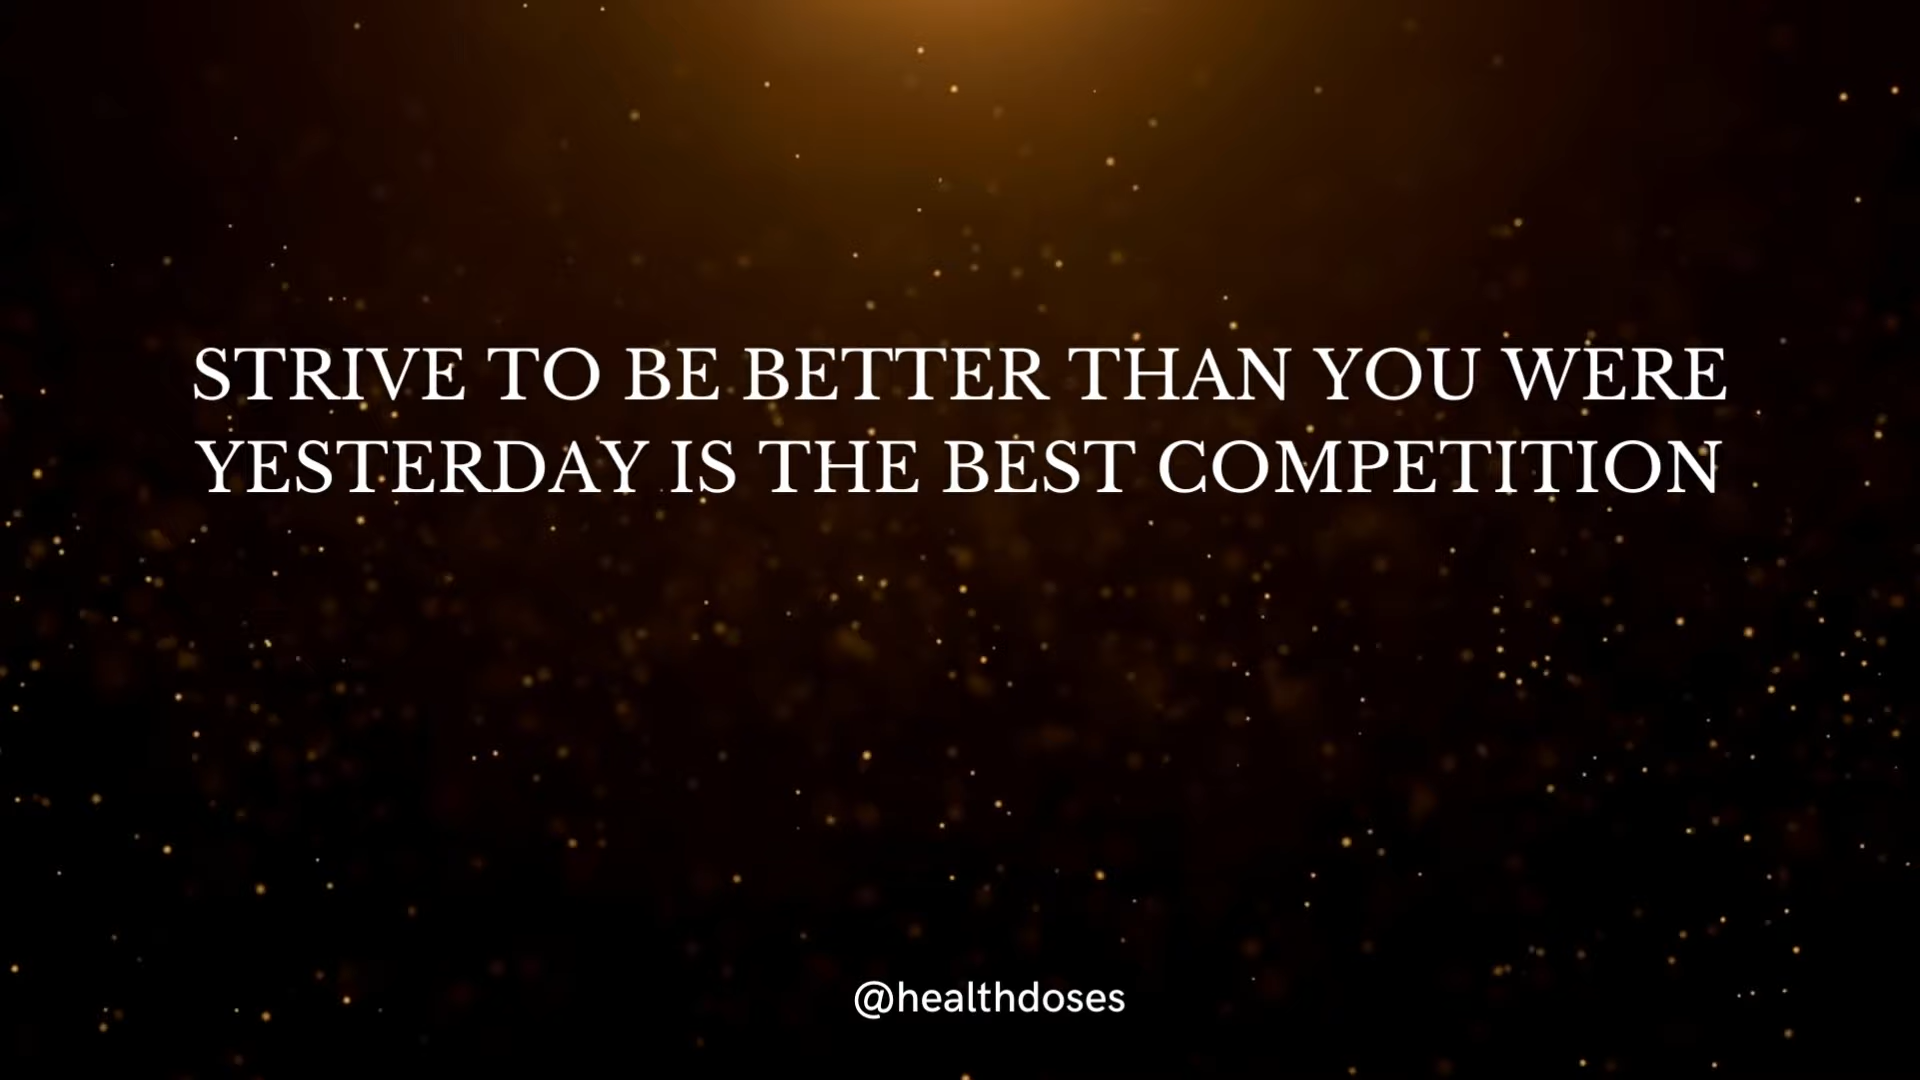 STRIVE TO BE BETTER THAN YOU WERE
YESTERDAY IS THE BEST COMPETITION
@healthdoses